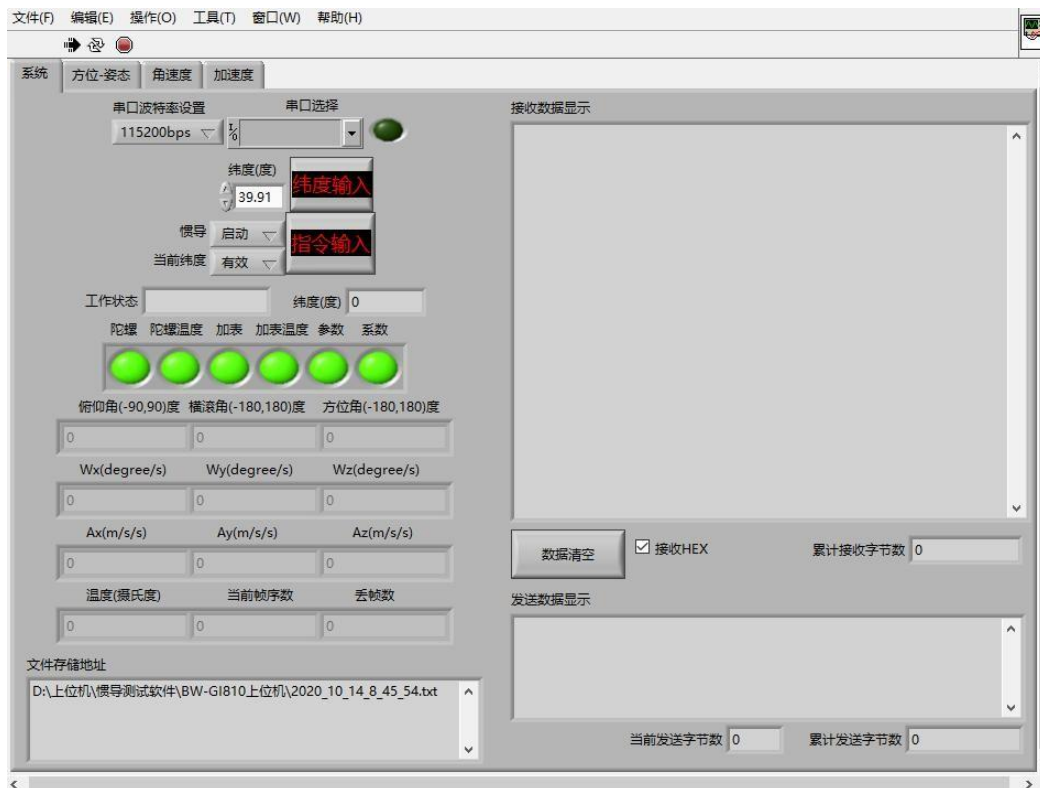 文件(F) 编辑(E) 操作(O) 工具(T) 窗口(W) 帮助(H)
系统 方位-姿态 角速度 加速度
串口波特率设置 串口选择
115200bps I/O
纬度(度)
39.91
纬度输入
惯导 启动
指令输入
当前纬度 有效
工作状态 纬度(度) 0
陀螺 陀螺温度 加表 加表温度 参数 系数
俯仰角(-90,90)度 横滚角(-180,180)度 方位角(-180,180)度
0 0 0
Wx(degree/s) Wy(degree/s) Wz(degree/s)
0 0 0
Ax(m/s/s) Ay(m/s/s) Az(m/s/s)
0 0 0
温度(摄氏度) 当前帧序数 丢帧数
0 0 0
文件存储地址
D:\上位机\惯导测试软件\BW-GI810上位机\2020_10_14_8_45_54.txt
接收数据显示
数据清空 接收HEX 累计接收字节数 0
发送数据显示
当前发送字节数 0 累计发送字节数 0